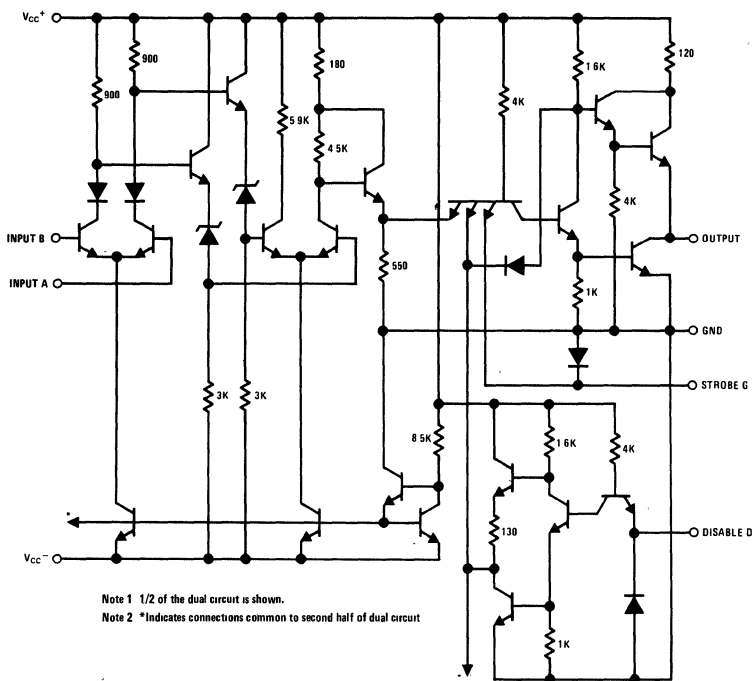 V_CC+
900
900
180
120
1 6K
5 9K
4K
4 5K
4K
INPUT B
OUTPUT
550
INPUT A
1K
GND
STROBE G
3K
3K
8 5K
1 6K
4K
*
130
DISABLE D
V_CC-
1K
Note 1 1/2 of the dual circuit is shown.
Note 2 *Indicates connections common to second half of dual circuit